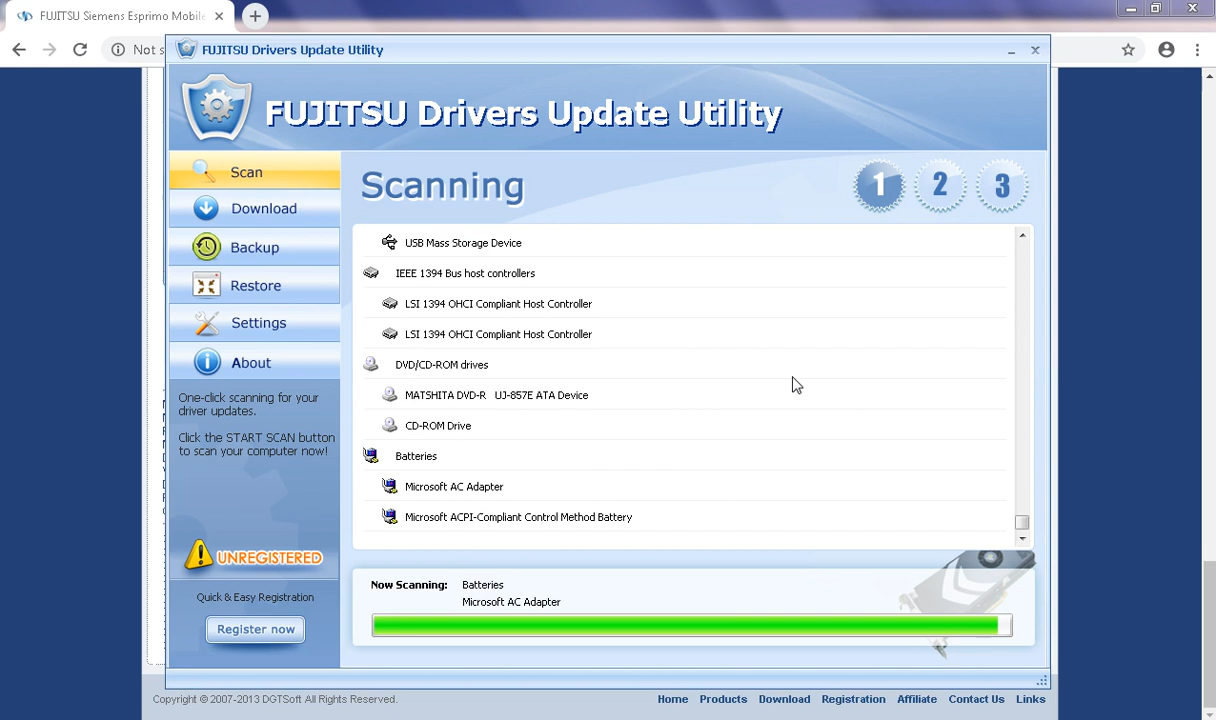 FUJITSU Siemens Esprimo Mobile
Not s
FUJITSU Drivers Update Utility
FUJITSU Drivers Update Utility
Scan
Download
Backup
Restore
Settings
About
One-click scanning for your
driver updates.
Click the START SCAN button
to scan your computer now!
UNREGISTERED
Quick & Easy Registration
Register now
Scanning
1 2 3
USB Mass Storage Device
IEEE 1394 Bus host controllers
LSI 1394 OHCI Compliant Host Controller
LSI 1394 OHCI Compliant Host Controller
DVD/CD-ROM drives
MATSHITA DVD-R UJ-857E ATA Device
CD-ROM Drive
Batteries
Microsoft AC Adapter
Microsoft ACPI-Compliant Control Method Battery
Now Scanning: Batteries
Microsoft AC Adapter
Copyright © 2007-2013 DGTSoft All Rights Reserved.
Home Products Download Registration Affiliate Contact Us Links